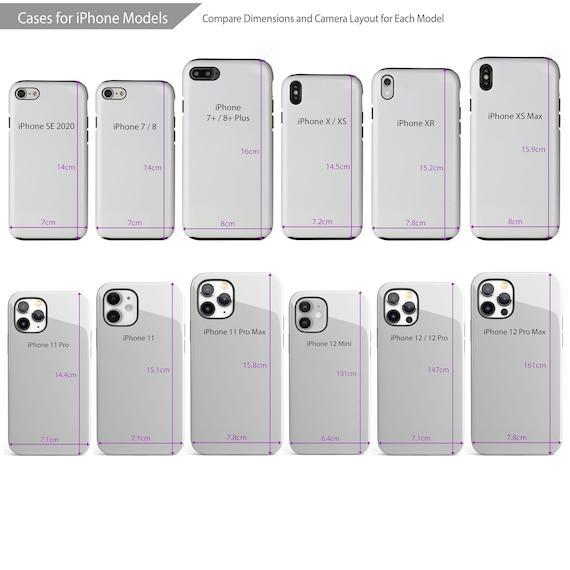 Cases for iPhone Models
Compare Dimensions and Camera Layout for Each Model
iPhone SE 2020
14cm
7cm
iPhone 7 / 8
14cm
7cm
iPhone
7+ / 8+ Plus
16cm
8cm
iPhone X / XS
14.5cm
7.2cm
iPhone XR
15.2cm
7.8cm
iPhone XS Max
15.9cm
8cm
iPhone 11 Pro
14.4cm
7.1cm
iPhone 11
15.1cm
7.1cm
iPhone 11 Pro Max
15.8cm
7.8cm
iPhone 12 Mini
131cm
6.4cm
iPhone 12 / 12 Pro
147cm
7.1cm
iPhone 12 Pro Max
161cm
7.8cm